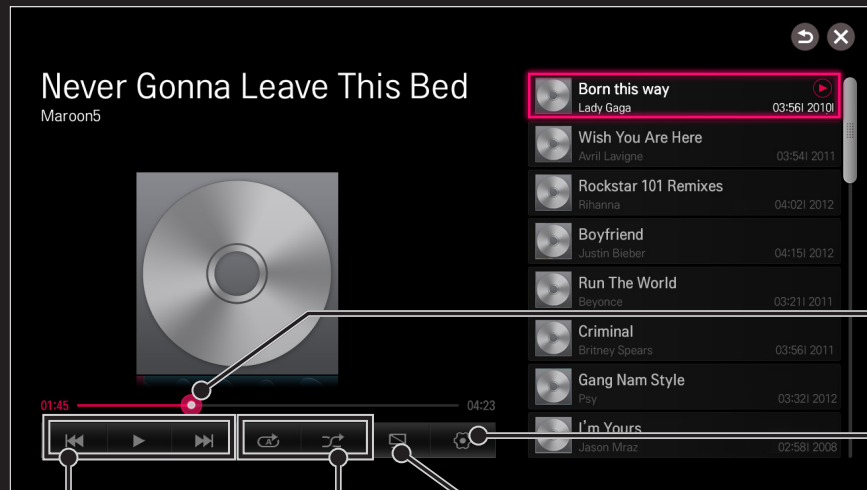 Never Gonna Leave This Bed
Maroon5
01:45
04:23
A
Born this way
Lady Gaga 03:56| 2010|
Wish You Are Here
Avril Lavigne 03:54| 2011
Rockstar 101 Remixes
Rihanna 04:02| 2012
Boyfriend
Justin Bieber 04:15| 2012
Run The World
Beyonce 03:21| 2011
Criminal
Britney Spears 03:56| 2011
Gang Nam Style
Psy 03:32| 2012
I'm Yours
Jason Mraz 02:58| 2008